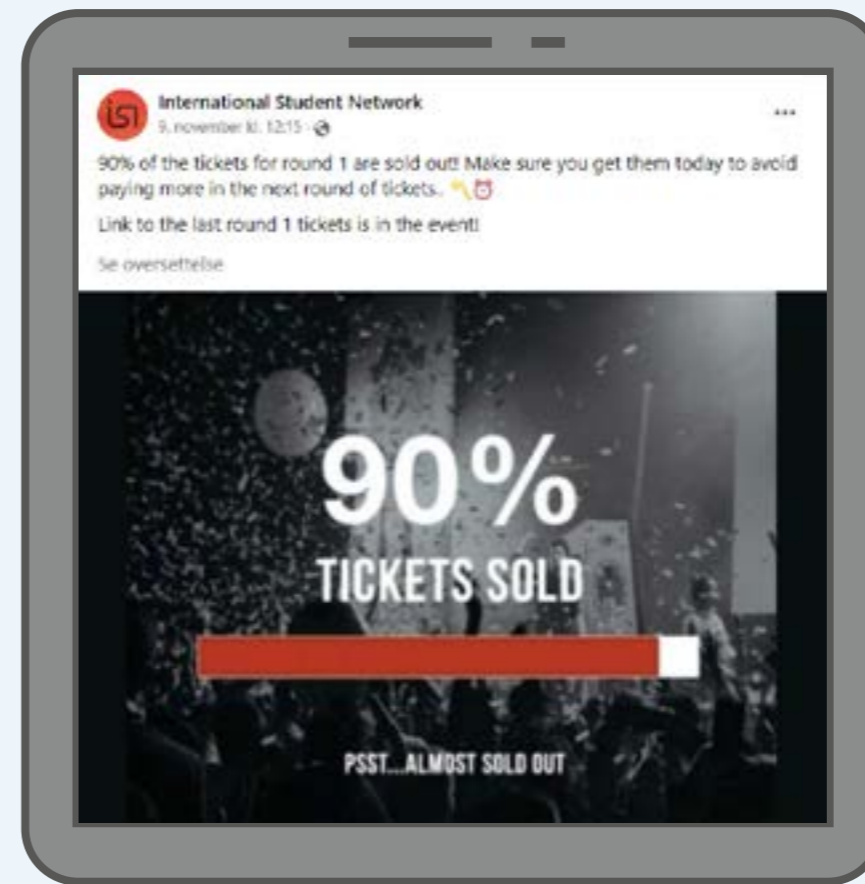 International Student Network
9. november kl. 12:15
90% of the tickets for round 1 are sold out! Make sure you get them today to avoid
paying more in the next round of tickets..
Link to the last round 1 tickets is in the event!
Se oversettelse
90%
TICKETS SOLD
PSST...ALMOST SOLD OUT